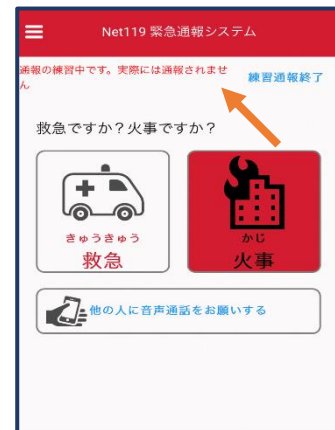 Net119 緊急通報システム
通報の練習中です。実際には通報されませ
ん
練習通報終了
救急ですか?火事ですか?
きゅうきゅう
救急
かじ
火事
他の人に音声通話をお願いする